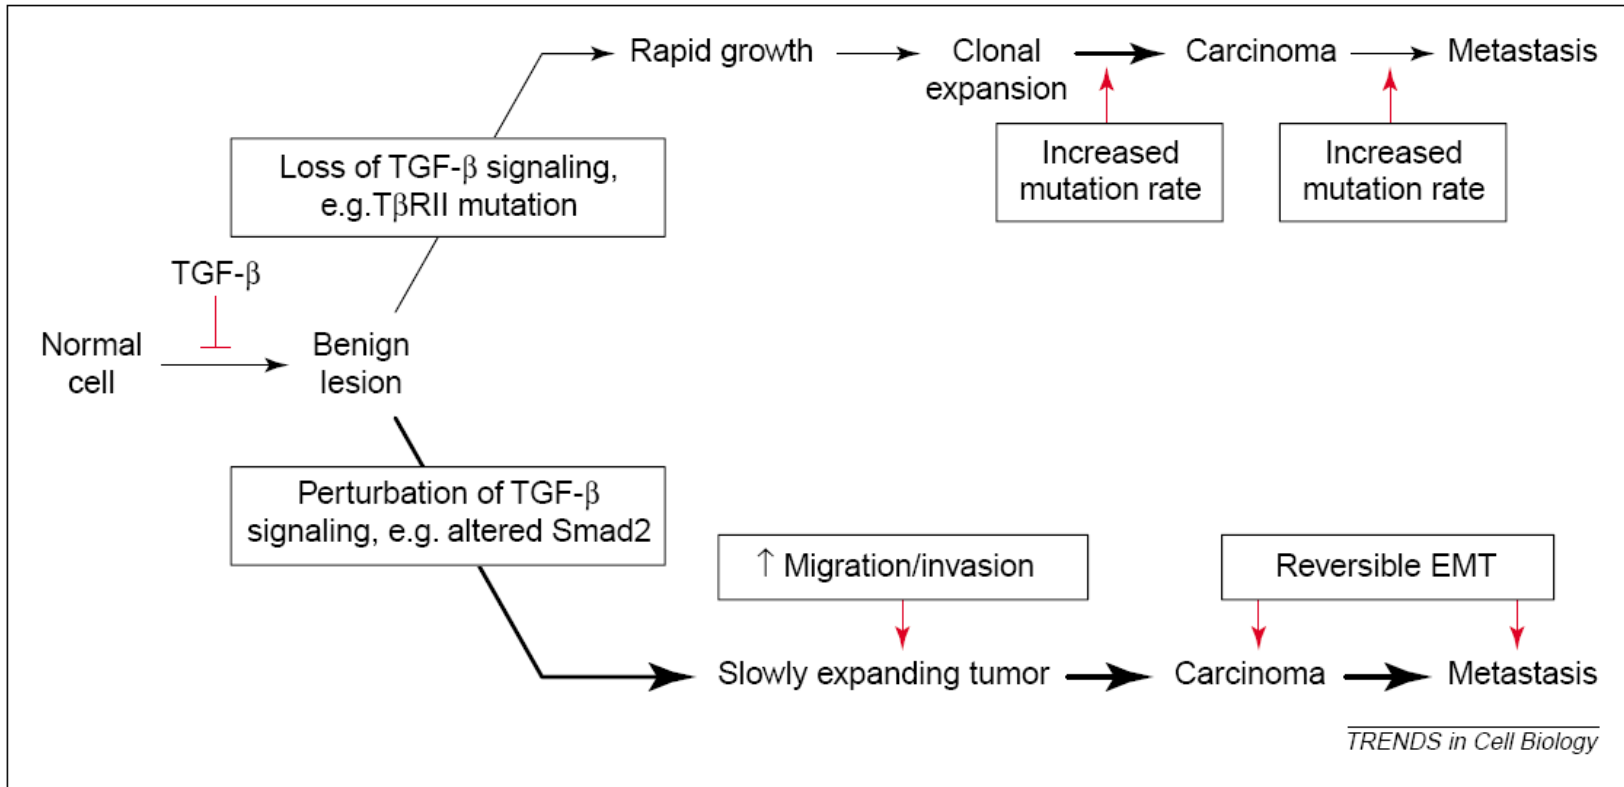 Rapid growth
Clonal
expansion
Carcinoma
Metastasis
Increased
mutation rate
Increased
mutation rate
Loss of TGF-β signaling,
e.g.TβRII mutation
TGF-β
Normal
cell
Benign
lesion
Perturbation of TGF-β
signaling, e.g. altered Smad2
↑ Migration/invasion
Reversible EMT
Slowly expanding tumor
Carcinoma
Metastasis
TRENDS in Cell Biology